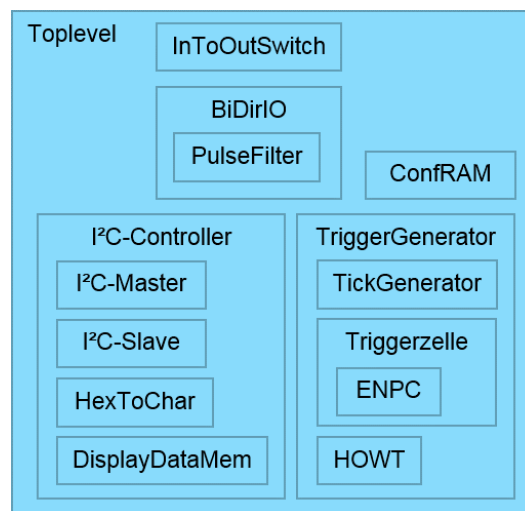 Toplevel
InToOutSwitch
BiDirIO
PulseFilter
ConfRAM
I²C-Controller
I²C-Master
I²C-Slave
HexToChar
DisplayDataMem
TriggerGenerator
TickGenerator
Triggerzelle
ENPC
HOWT